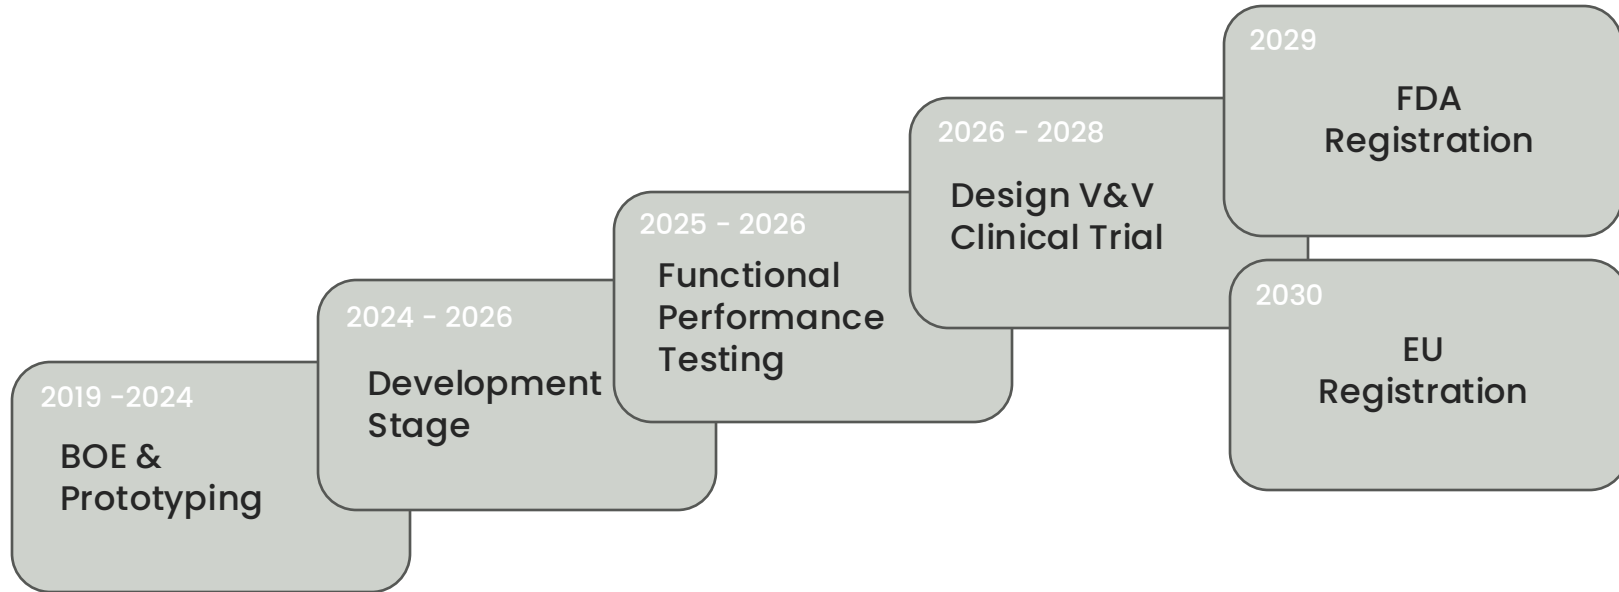 2019 -2024
BOE &
Prototyping
2024 - 2026
Development
Stage
2025 - 2026
Functional
Performance
Testing
2026 - 2028
Design V&V
Clinical Trial
2029
FDA
Registration
2030
EU
Registration